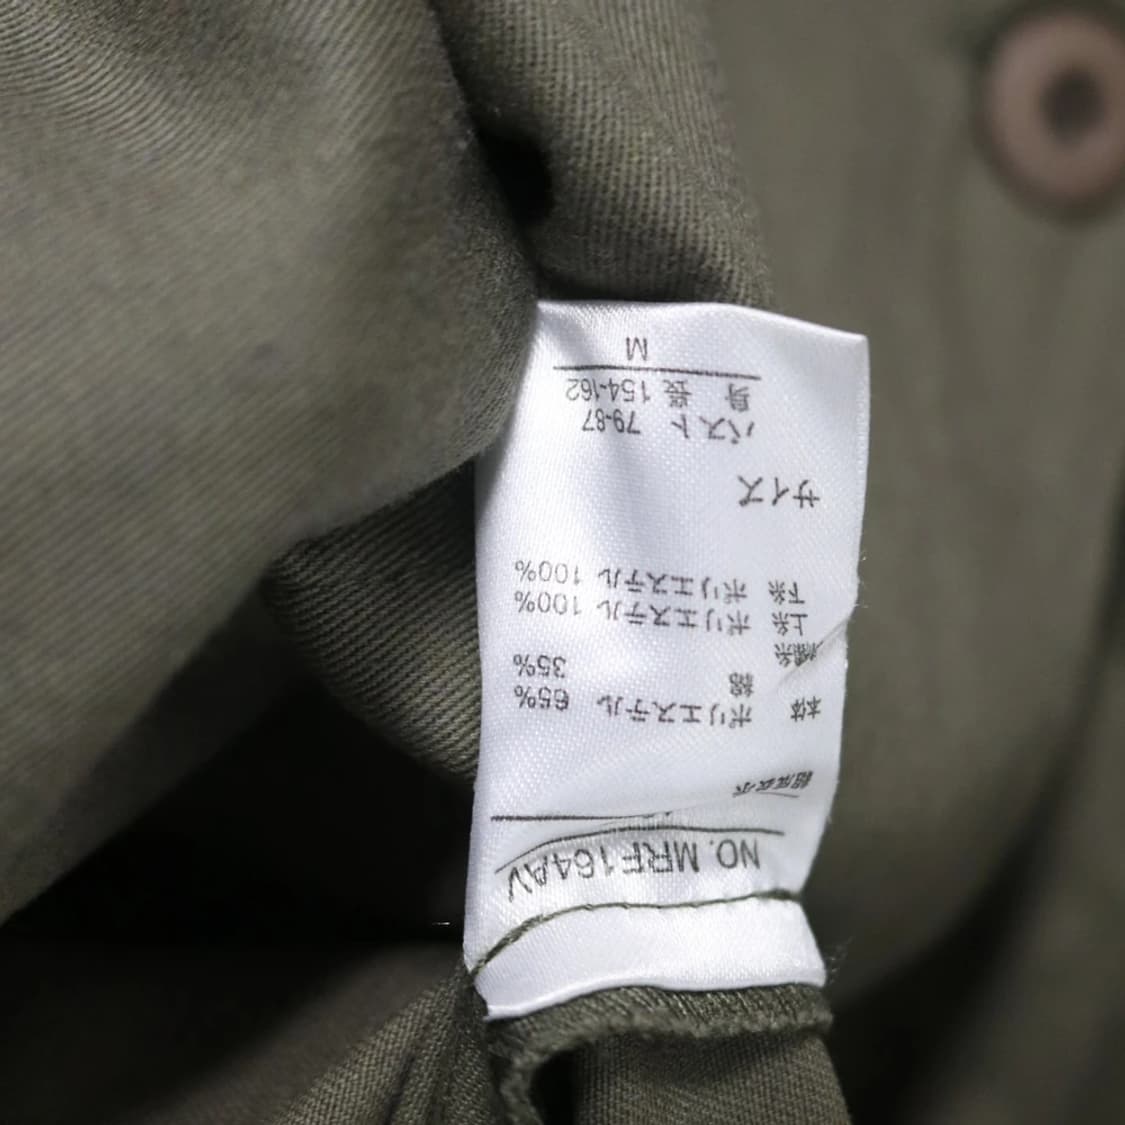 NO. MRF164AV
組成表示
本体 ポリエステル 65%
綿 35%
縫糸
上糸 ポリエステル 100%
下糸 ポリエステル 100%
サイズ
バスト 79-87
身 長 154-162
M